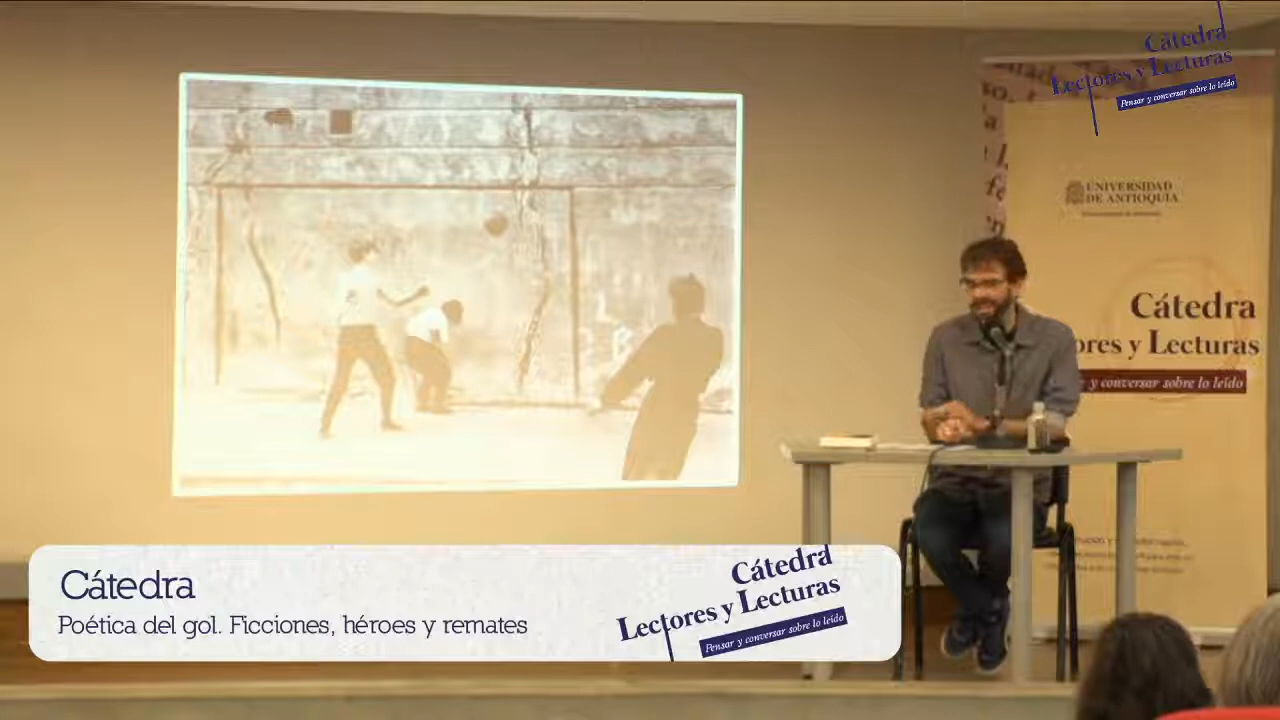 Cátedra
Lectores y Lecturas
Pensar y conversar sobre lo leído
UNIVERSIDAD
DE ANTIOQUIA
Cátedra
ores y Lecturas
y conversar sobre lo leído
Cátedra
Poética del gol. Ficciones, héroes y remates
Cátedra
Lectores y Lecturas
Pensar y conversar sobre lo leído